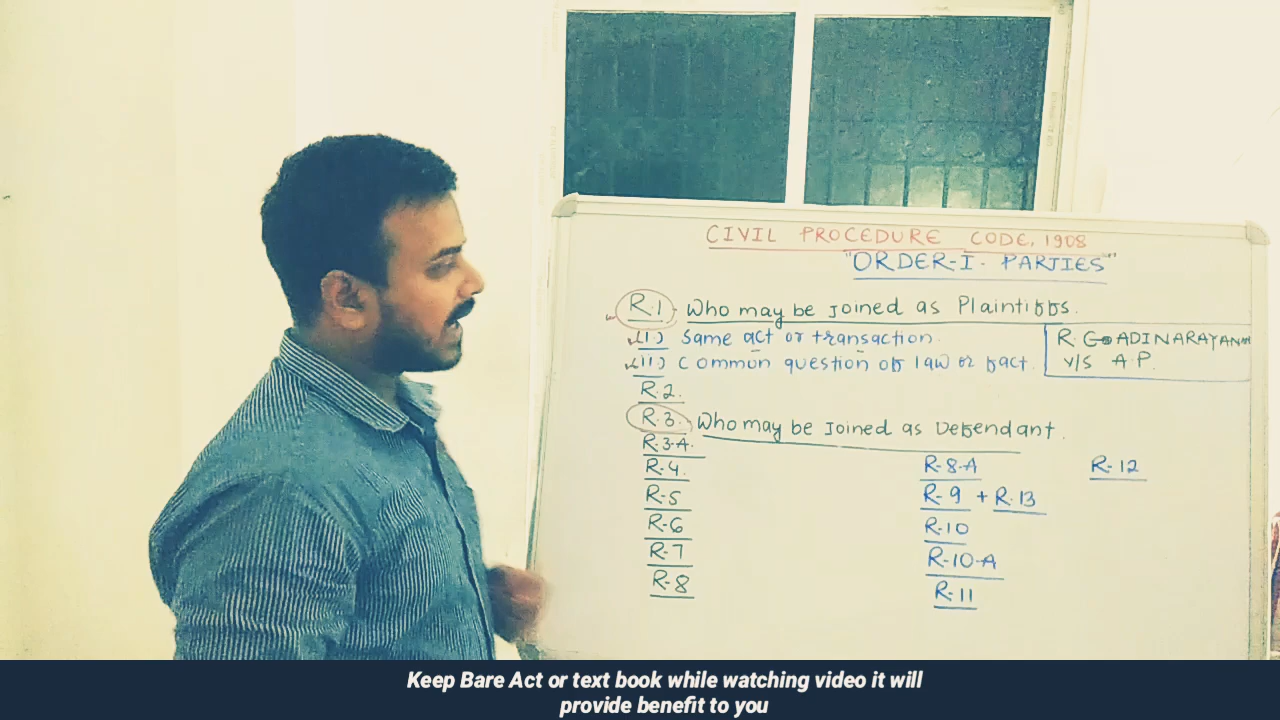 CIVIL PROCEDURE CODE, 1908
"ORDER-I- PARTIES"
R.1 - Who may be joined as Plaintiffs.
(I) Same act or transaction.
(II) Common question of law or fact.
R. G ADINARAYANAN
V/S A.P.
R.2.
R.3. Who may be Joined as Defendant.
R.3-A.
R-4.
R-5
R-6
R-7
R-8
R-8-A
R-9 + R.13
R-10
R-10-A
R-11
R-12
Keep Bare Act or text book while watching video it will
provide benefit to you